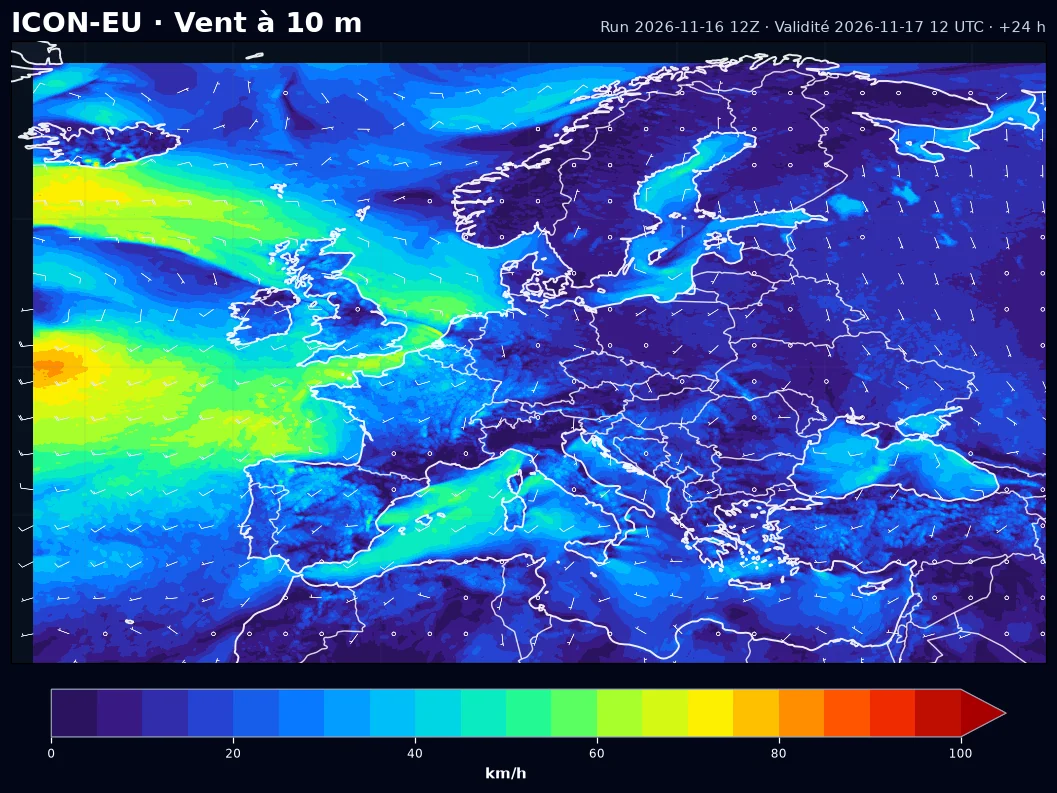 ICON-EU · Vent à 10 m
Run 2026-11-16 12Z · Validité 2026-11-17 12 UTC · +24 h
0 20 40 60 80 100
km/h